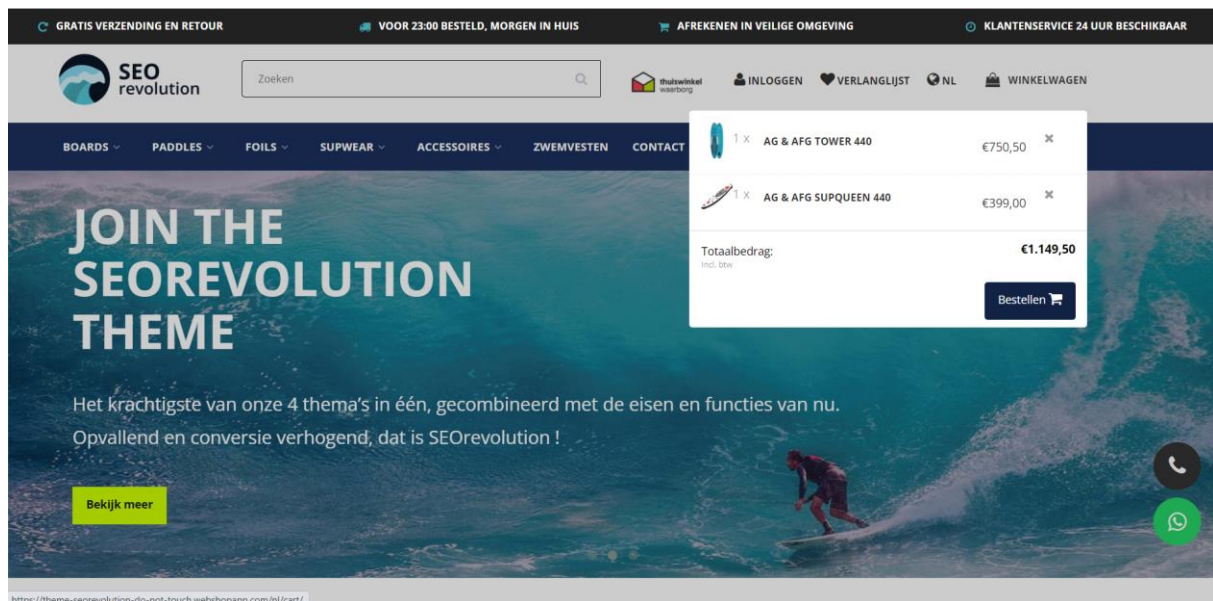 GRATIS VERZENDING EN RETOUR
VOOR 23:00 BESTELD, MORGEN IN HUIS
AFREKENEN IN VEILIGE OMGEVING
KLANTENSERVICE 24 UUR BESCHIKBAAR
SEO
revolution
Zoeken
thuiswinkel
waarborg
INLOGGEN
VERLANGLIJST
NL
WINKELWAGEN
BOARDS
PADDLES
FOILS
SUPWEAR
ACCESSOIRES
ZWEMVESTEN
CONTACT
1 x AG & AFG TOWER 440 €750,50
1 x AG & AFG SUPQUEEN 440 €399,00
Totaalbedrag: €1.149,50
Incl. btw
Bestellen
JOIN THE
SEOREVOLUTION
THEME
Het krachtigste van onze 4 thema's in één, gecombineerd met de eisen en functies van nu.
Opvallend en conversie verhogend, dat is SEOrevolution !
Bekijk meer
https://theme-seorevolution-do-not-touch.webshopapp.com/nl/cart/